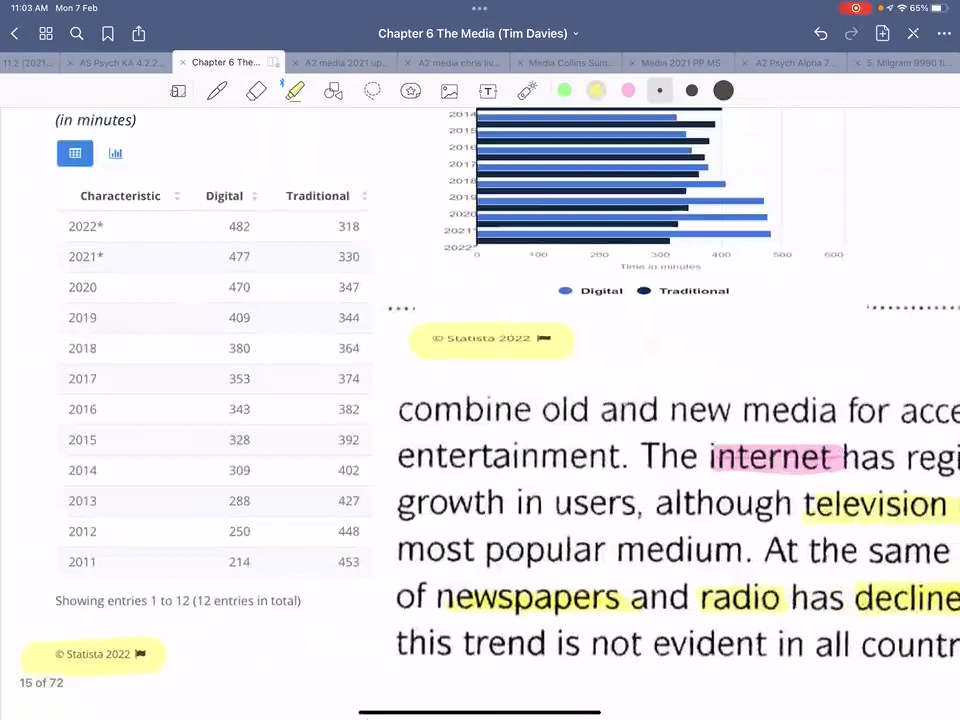 11:03 AM Mon 7 Feb
65%
Chapter 6 The Media (Tim Davies)
11.2 (2021...
AS Psych KA 4.2.2...
Chapter 6 The...
A2 media 2021 up...
A2 media chris liv...
Media Collins Sum...
Media 2021 PP MS
A2 Psych Alpha 7...
5. Milgram 9990 ti...
(in minutes)
Characteristic Digital Traditional
2022* 482 318
2021* 477 330
2020 470 347
2019 409 344
2018 380 364
2017 353 374
2016 343 382
2015 328 392
2014 309 402
2013 288 427
2012 250 448
2011 214 453
Showing entries 1 to 12 (12 entries in total)
© Statista 2022
15 of 72
2014
2015
2016
2017
2018
2019
2020
2021*
2022*
0 100 200 300 400 500 600
Time in minutes
Digital Traditional
© Statista 2022
combine old and new media for acce
entertainment. The internet has regi
growth in users, although television
most popular medium. At the same
of newspapers and radio has decline
this trend is not evident in all countr